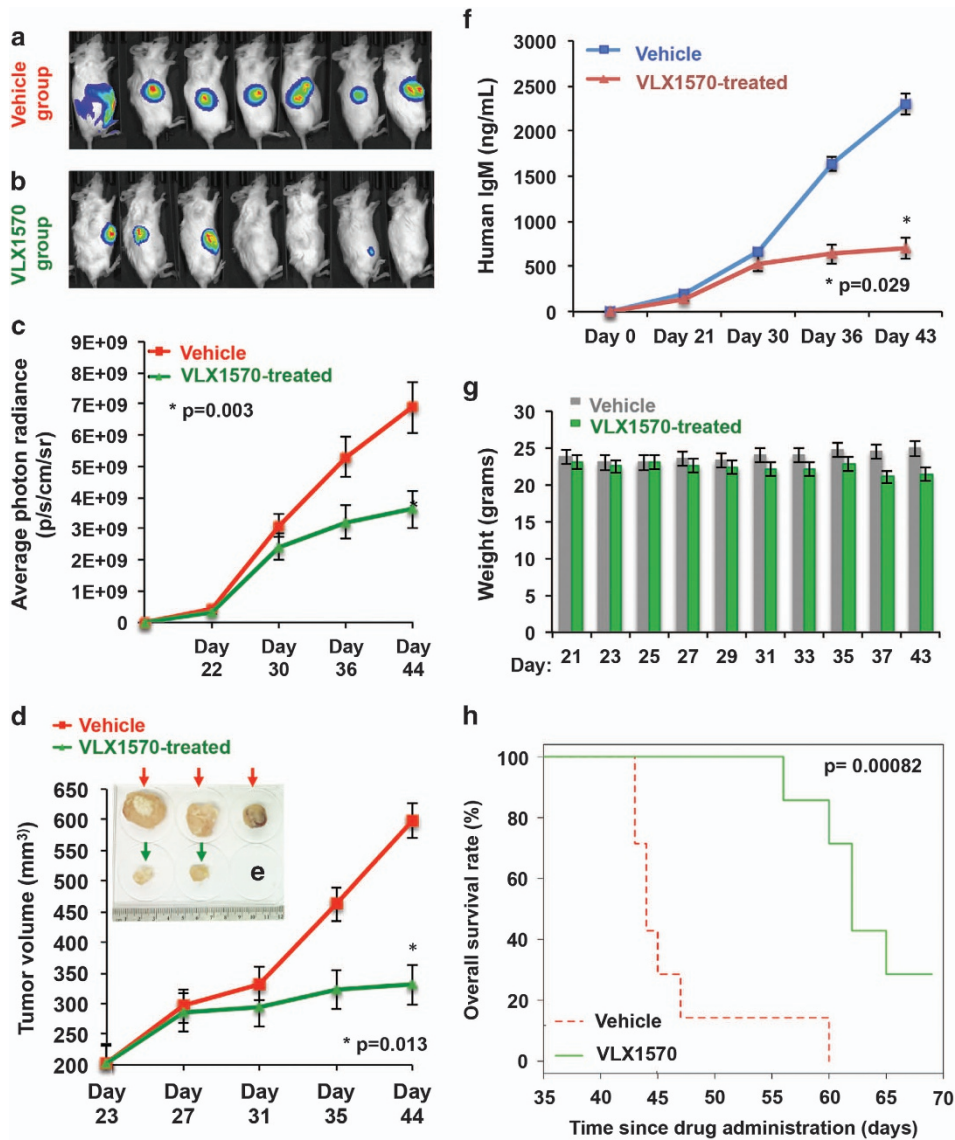 a
Vehicle
group
b
VLX1570
group
c
Average photon radiance
(p/s/cm/sr)
9E+09
8E+09
7E+09
6E+09
5E+09
4E+09
3E+09
2E+09
1E+09
0
Vehicle
VLX1570-treated
* p=0.003
*
Day
22
Day
30
Day
36
Day
44
d
Vehicle
VLX1570-treated
Tumor volume (mm³⁾)
650
600
550
500
450
400
350
300
250
200
e
*
* p=0.013
Day
23
Day
27
Day
31
Day
35
Day
44
f
Human IgM (ng/mL)
3000
2500
2000
1500
1000
500
0
Vehicle
VLX1570-treated
*
* p=0.029
Day 0 Day 21 Day 30 Day 36 Day 43
g
Weight (grams)
30
25
20
15
10
5
0
Vehicle
VLX1570-treated
Day: 21 23 25 27 29 31 33 35 37 43
h
Overall survival rate (%)
100
80
60
40
20
0
p= 0.00082
Vehicle
VLX1570
35 40 45 50 55 60 65 70
Time since drug administration (days)